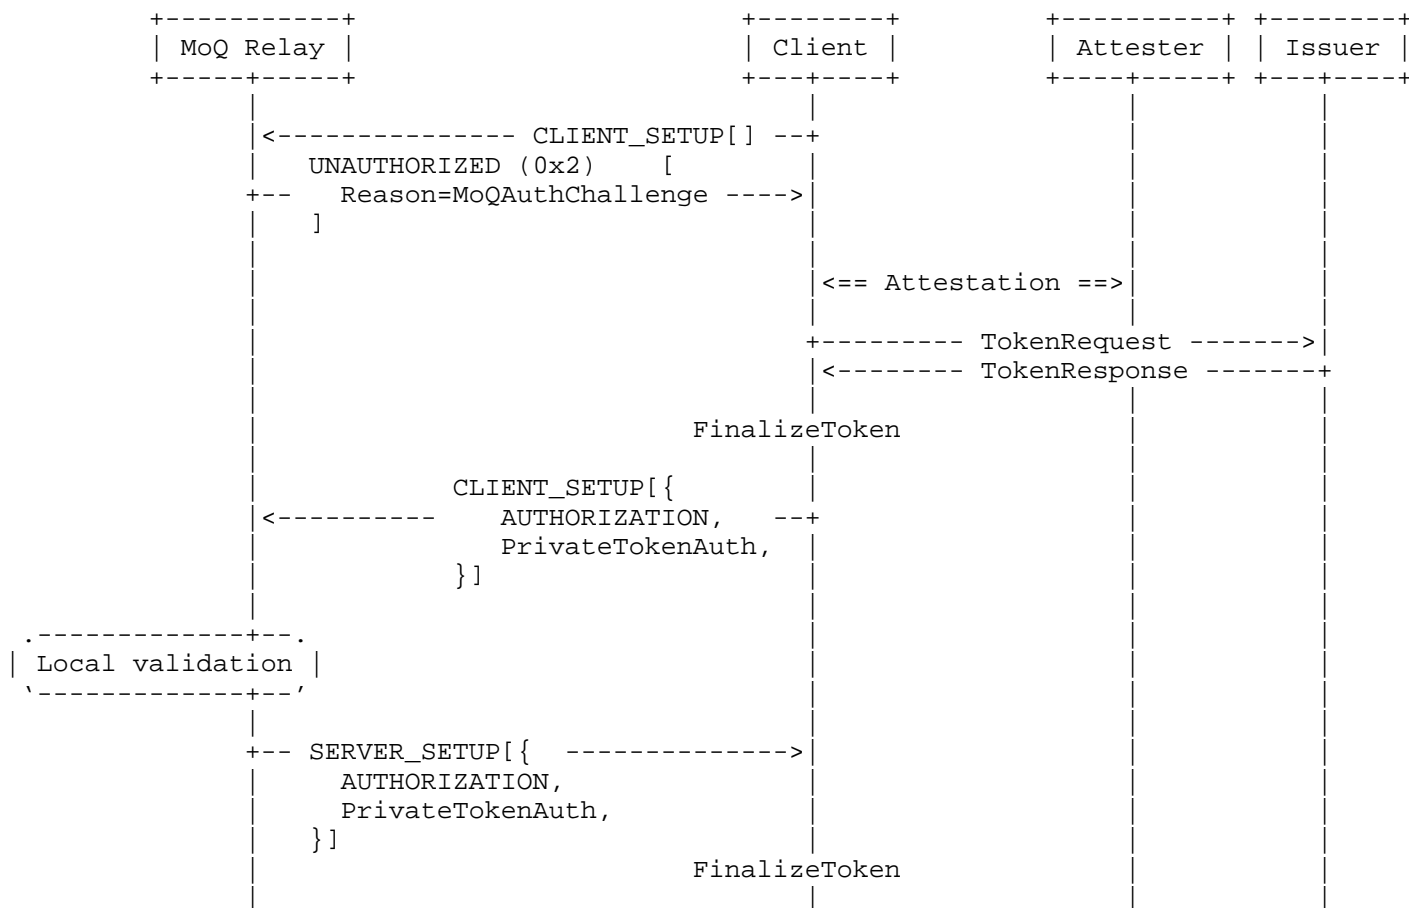 MoQ Relay Client Attester Issuer
CLIENT_SETUP[]
UNAUTHORIZED (0x2) [
Reason=MoQAuthChallenge
]
Attestation
TokenRequest
TokenResponse
FinalizeToken
CLIENT_SETUP[{
AUTHORIZATION,
PrivateTokenAuth,
}]
Local validation
SERVER_SETUP[{
AUTHORIZATION,
PrivateTokenAuth,
}]
FinalizeToken